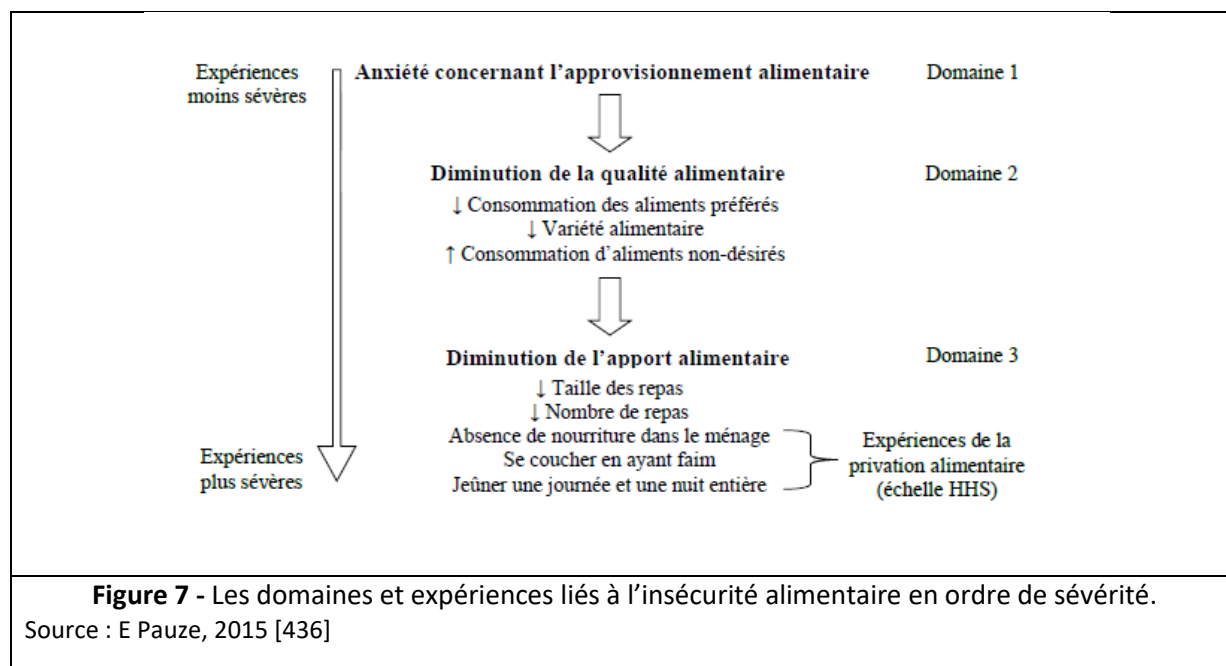 Expériences
moins sévères
Anxiété concernant l'approvisionnement alimentaire
Domaine 1
Diminution de la qualité alimentaire
Domaine 2
↓ Consommation des aliments préférés
↓ Variété alimentaire
↑ Consommation d'aliments non-désirés
Diminution de l'apport alimentaire
Domaine 3
↓ Taille des repas
↓ Nombre de repas
Absence de nourriture dans le ménage
Se coucher en ayant faim
Jeûner une journée et une nuit entière
Expériences de la
privation alimentaire
(échelle HHS)
Expériences
plus sévères
Figure 7 - Les domaines et expériences liés à l'insécurité alimentaire en ordre de sévérité.
Source : E Pauze, 2015 [436]